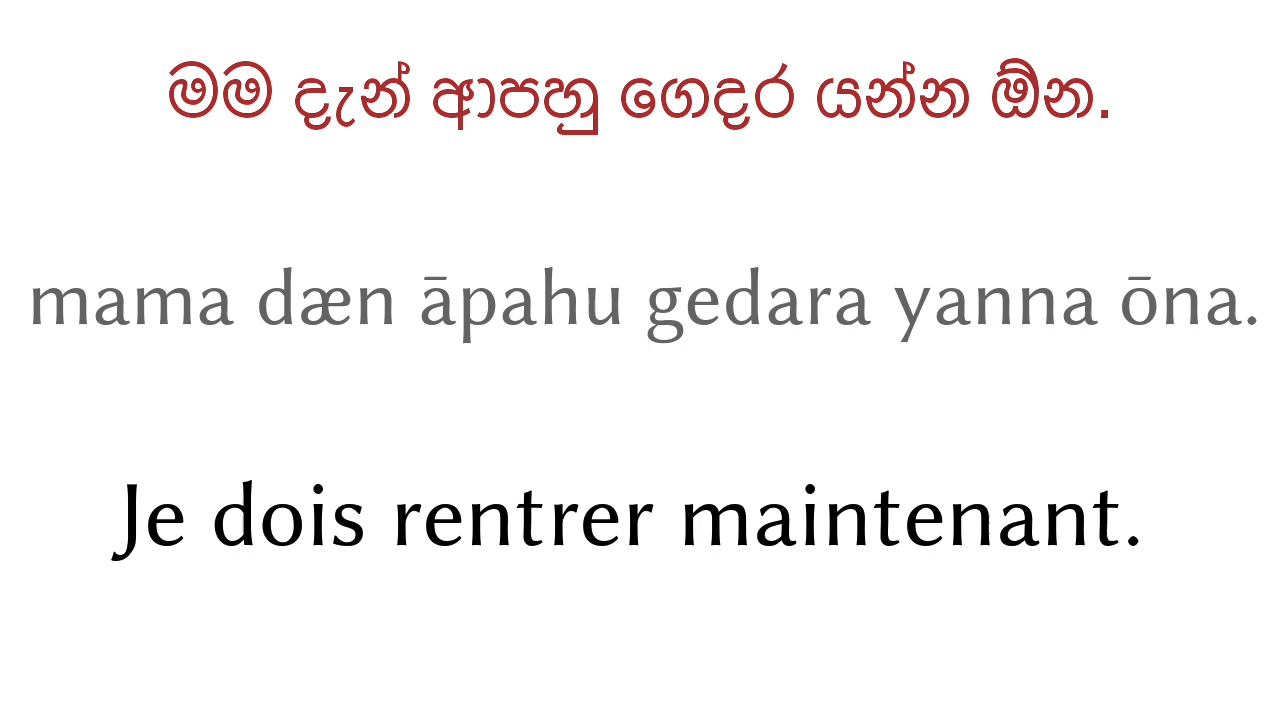 මම දැන් ආපහු ගෙදර යන්න ඕන.
mama dæn āpahu gedara yanna ōna.
Je dois rentrer maintenant.